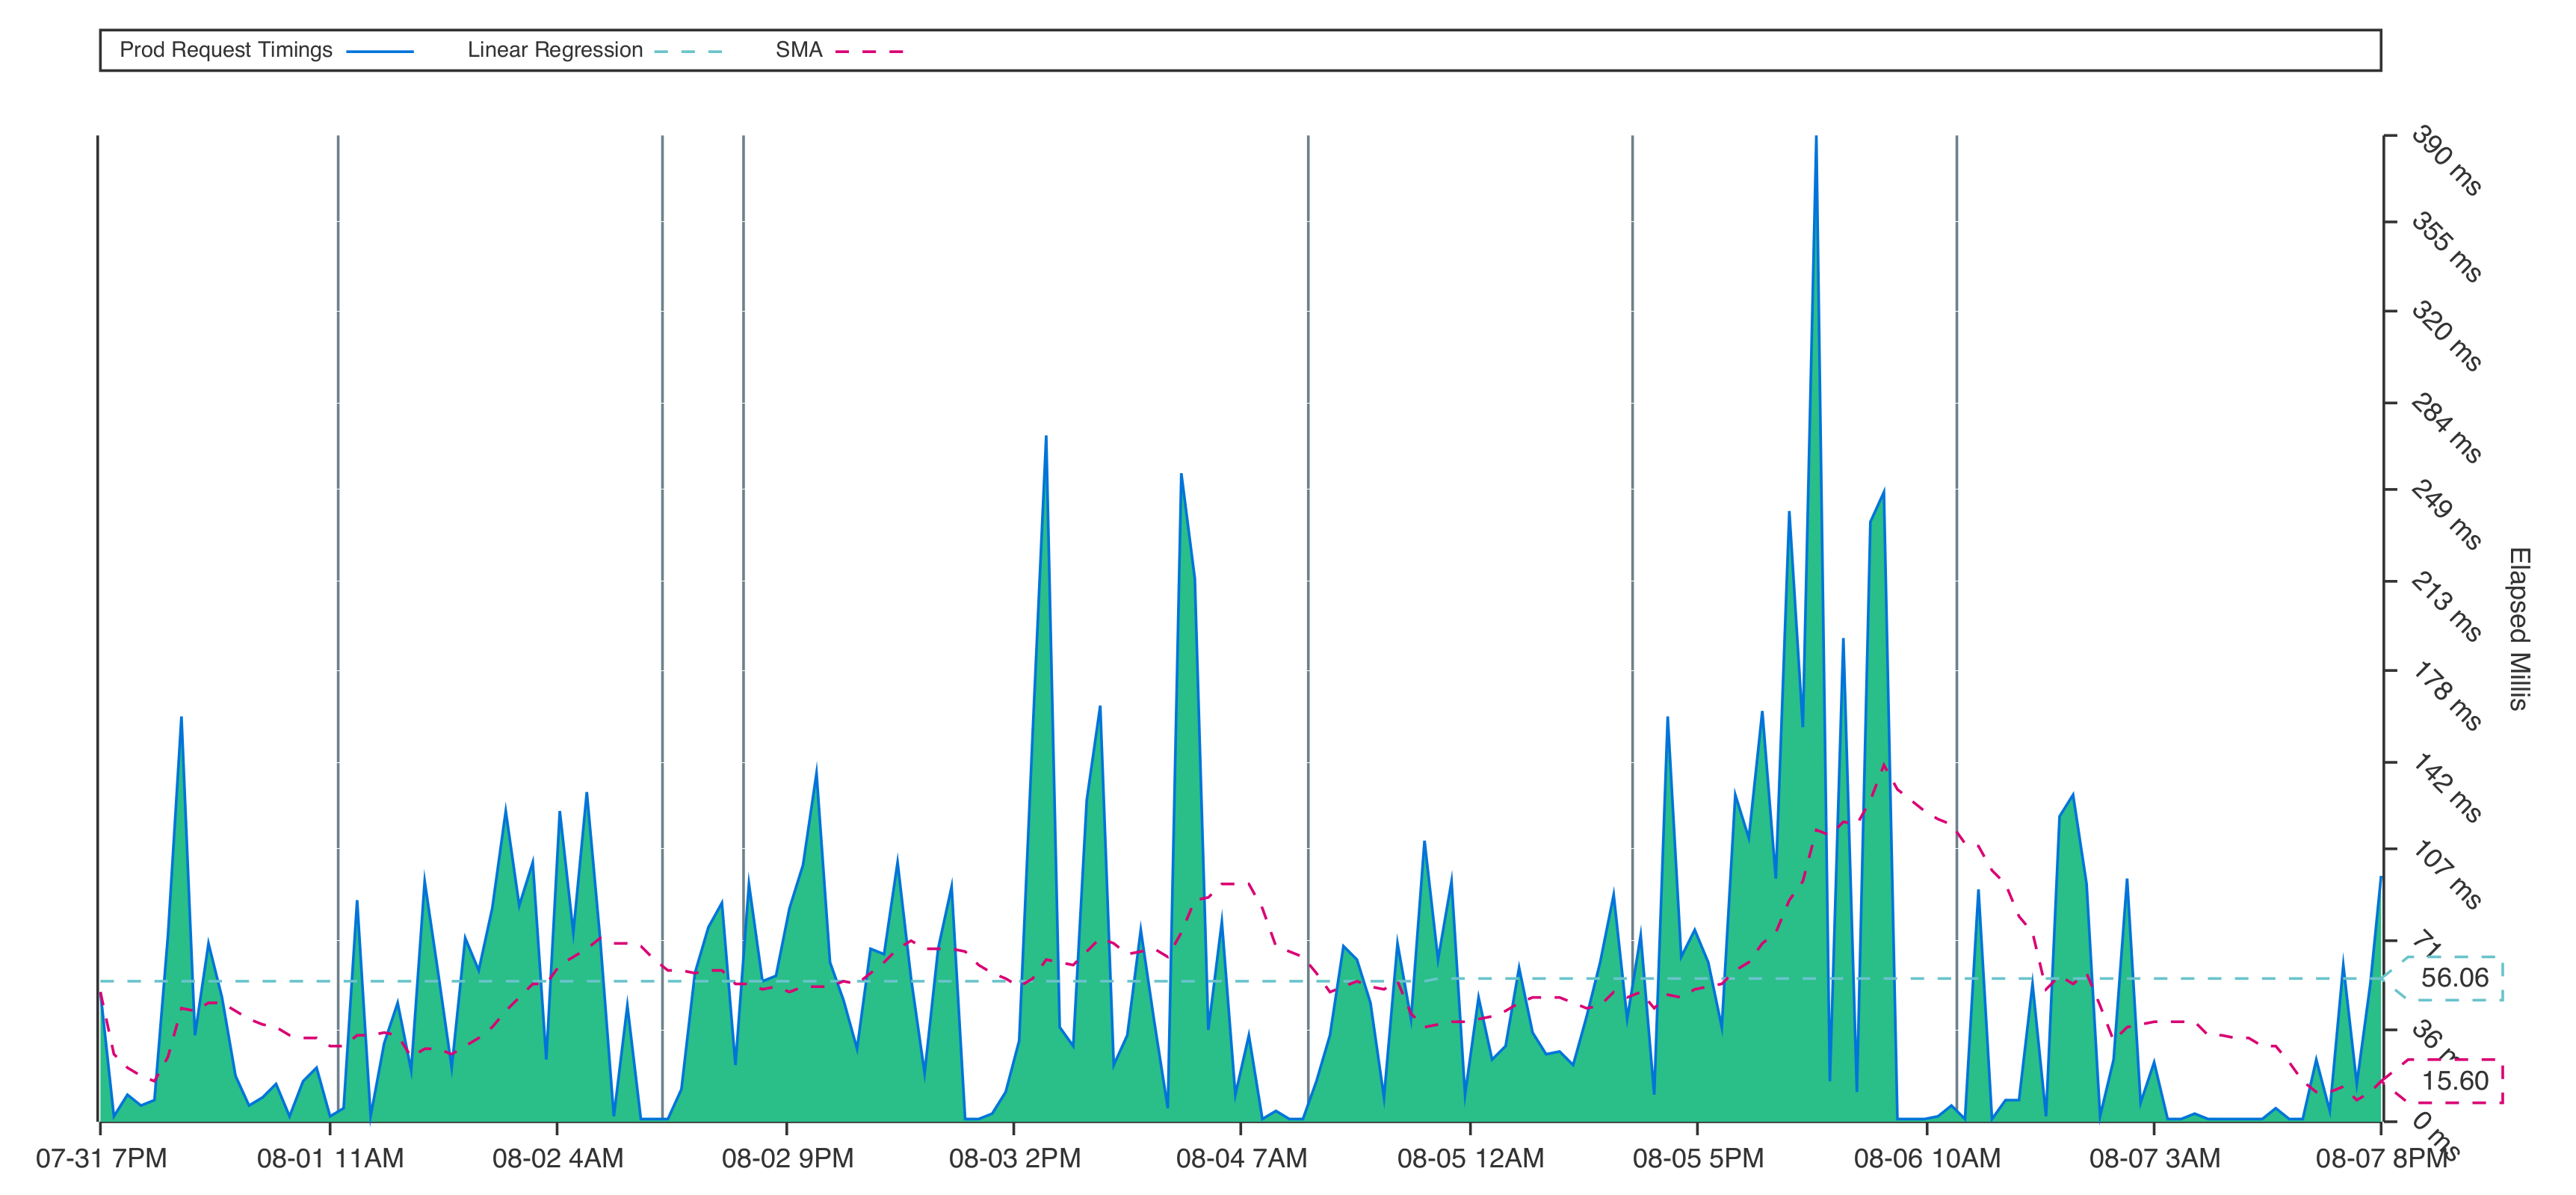 Prod Request Timings
Linear Regression
SMA
390 ms
355 ms
320 ms
284 ms
249 ms
213 ms
178 ms
142 ms
107 ms
71
56.06
36
15.60
0 ms
Elapsed Millis
07-31 7PM
08-01 11AM
08-02 4AM
08-02 9PM
08-03 2PM
08-04 7AM
08-05 12AM
08-05 5PM
08-06 10AM
08-07 3AM
08-07 8PM